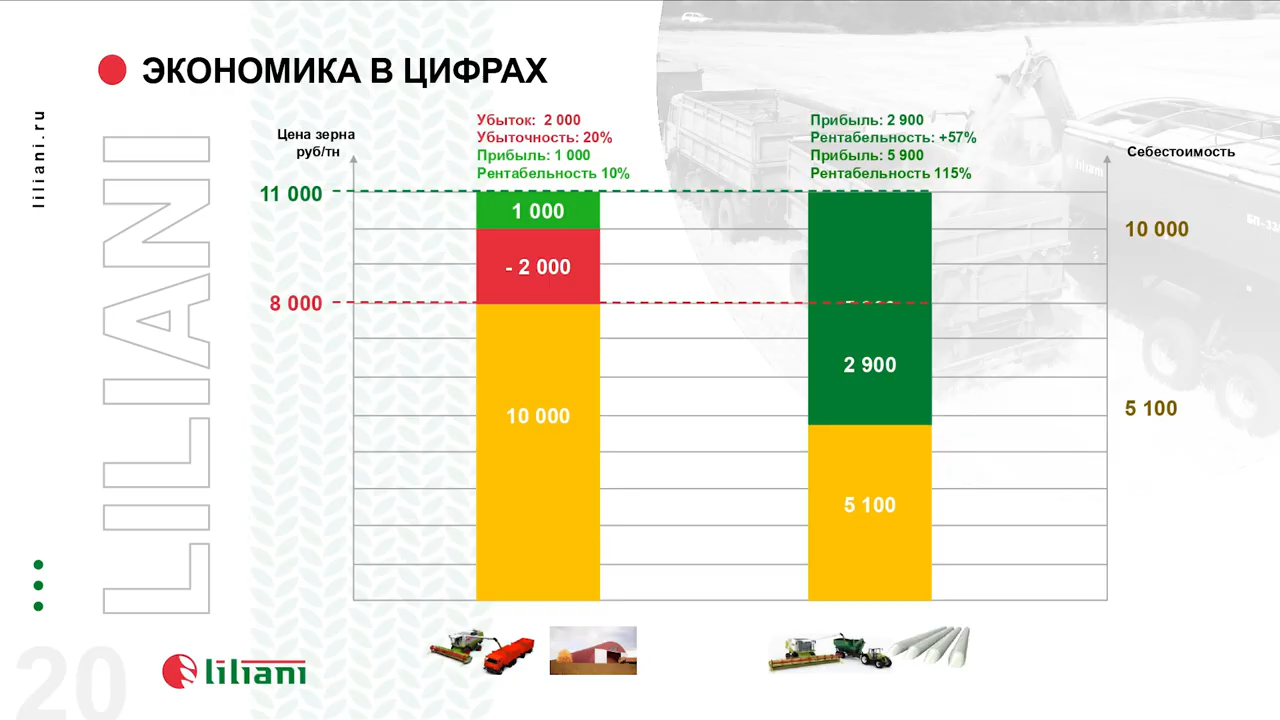 ЭКОНОМИКА В ЦИФРАХ
liliani.ru
LILIANI
Цена зерна
руб/тн
Убыток: 2 000
Убыточность: 20%
Прибыль: 1 000
Рентабельность 10%
Прибыль: 2 900
Рентабельность: +57%
Прибыль: 5 900
Рентабельность 115%
Себестоимость
11 000
8 000
1 000
- 2 000
10 000
2 900
5 100
10 000
5 100
liliani
20
liliani